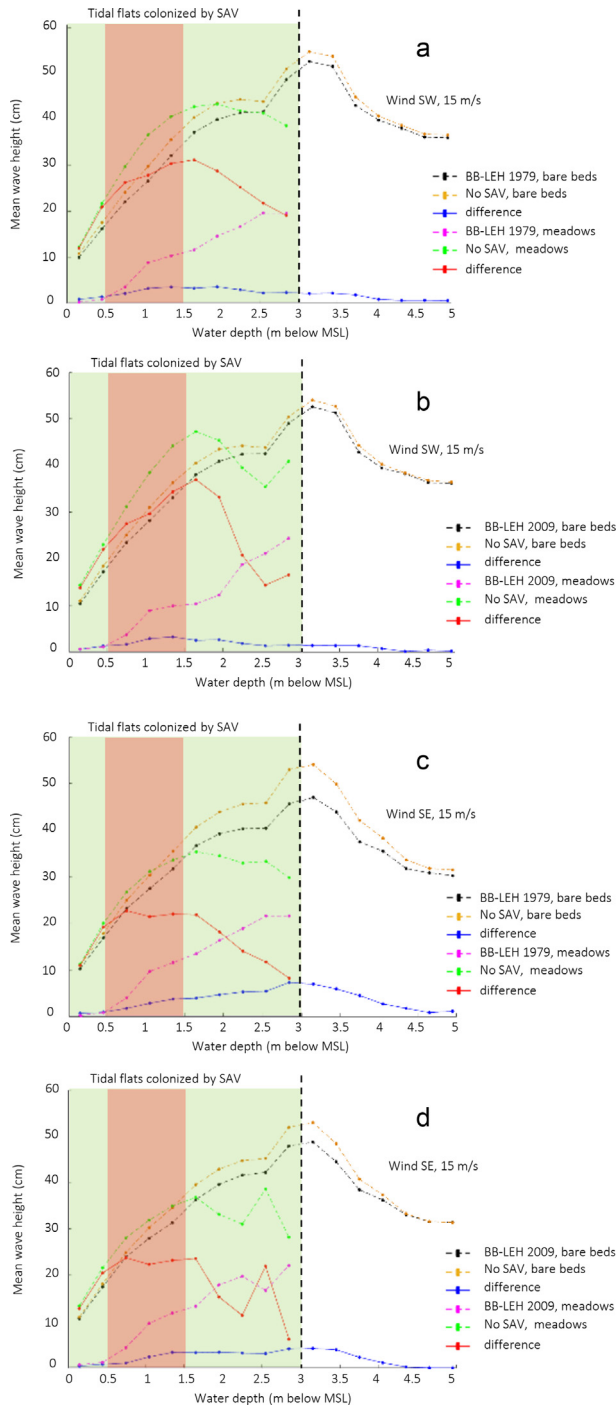 Tidal flats colonized by SAV
60
50
40
30
20
10
0
Mean wave height (cm)
a
Wind SW, 15 m/s
BB-LEH 1979, bare beds
No SAV, bare beds
difference
BB-LEH 1979, meadows
No SAV, meadows
difference
0 0.5 1 1.5 2 2.5 3 3.5 4 4.5 5
Water depth (m below MSL)
Tidal flats colonized by SAV
60
50
40
30
20
10
0
Mean wave height (cm)
b
Wind SW, 15 m/s
BB-LEH 2009, bare beds
No SAV, bare beds
difference
BB-LEH 2009, meadows
No SAV, meadows
difference
0 0.5 1 1.5 2 2.5 3 3.5 4 4.5 5
Water depth (m below MSL)
Tidal flats colonized by SAV
60
50
40
30
20
10
0
Mean wave height (cm)
c
Wind SE, 15 m/s
BB-LEH 1979, bare beds
No SAV, bare beds
difference
BB-LEH 1979, meadows
No SAV, meadows
difference
0 0.5 1 1.5 2 2.5 3 3.5 4 4.5 5
Water depth (m below MSL)
Tidal flats colonized by SAV
60
50
40
30
20
10
0
Mean wave height (cm)
d
Wind SE, 15 m/s
BB-LEH 2009, bare beds
No SAV, bare beds
difference
BB-LEH 2009, meadows
No SAV, meadows
difference
0 0.5 1 1.5 2 2.5 3 3.5 4 4.5 5
Water depth (m below MSL)